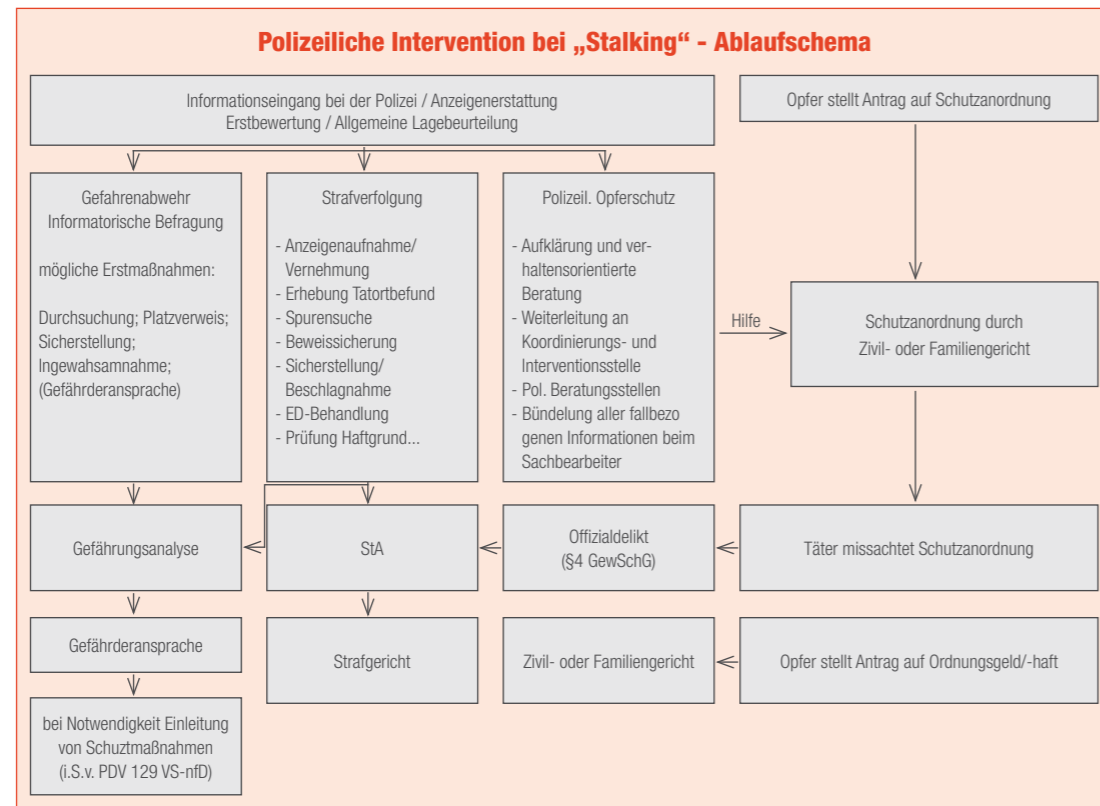 Polizeiliche Intervention bei „Stalking“ - Ablaufschema
Informationseingang bei der Polizei / Anzeigenerstattung
Erstbewertung / Allgemeine Lagebeurteilung
Opfer stellt Antrag auf Schutzanordnung
Gefahrenabwehr
Informatorische Befragung
mögliche Erstmaßnahmen:
Durchsuchung; Platzverweis;
Sicherstellung;
Ingewahsamnahme;
(Gefährderansprache)
Strafverfolgung
- Anzeigenaufnahme/
Vernehmung
- Erhebung Tatortbefund
- Spurensuche
- Beweissicherung
- Sicherstellung/
Beschlagnahme
- ED-Behandlung
- Prüfung Haftgrund...
Polizeil. Opferschutz
- Aufklärung und ver-
haltensorientierte
Beratung
- Weiterleitung an
Koordinierungs- und
Interventionsstelle
- Pol. Beratungsstellen
- Bündelung aller fallbezo
genen Informationen beim
Sachbearbeiter
Hilfe
Schutzanordnung durch
Zivil- oder Familiengericht
Gefährungsanalyse
StA
Offizialdelikt
(§4 GewSchG)
Täter missachtet Schutzanordnung
Gefährderansprache
Strafgericht
Zivil- oder Familiengericht
Opfer stellt Antrag auf Ordnungsgeld/-haft
bei Notwendigkeit Einleitung
von Schuztmaßnahmen
(i.S.v. PDV 129 VS-nfD)